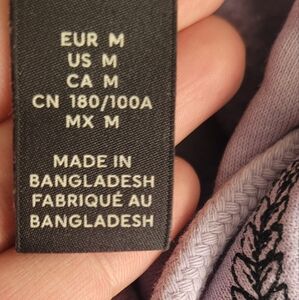 EUR M
US M
CA M
CN 180/100A
MX M
MADE IN
BANGLADESH
FABRIQUÉ AU
BANGLADESH